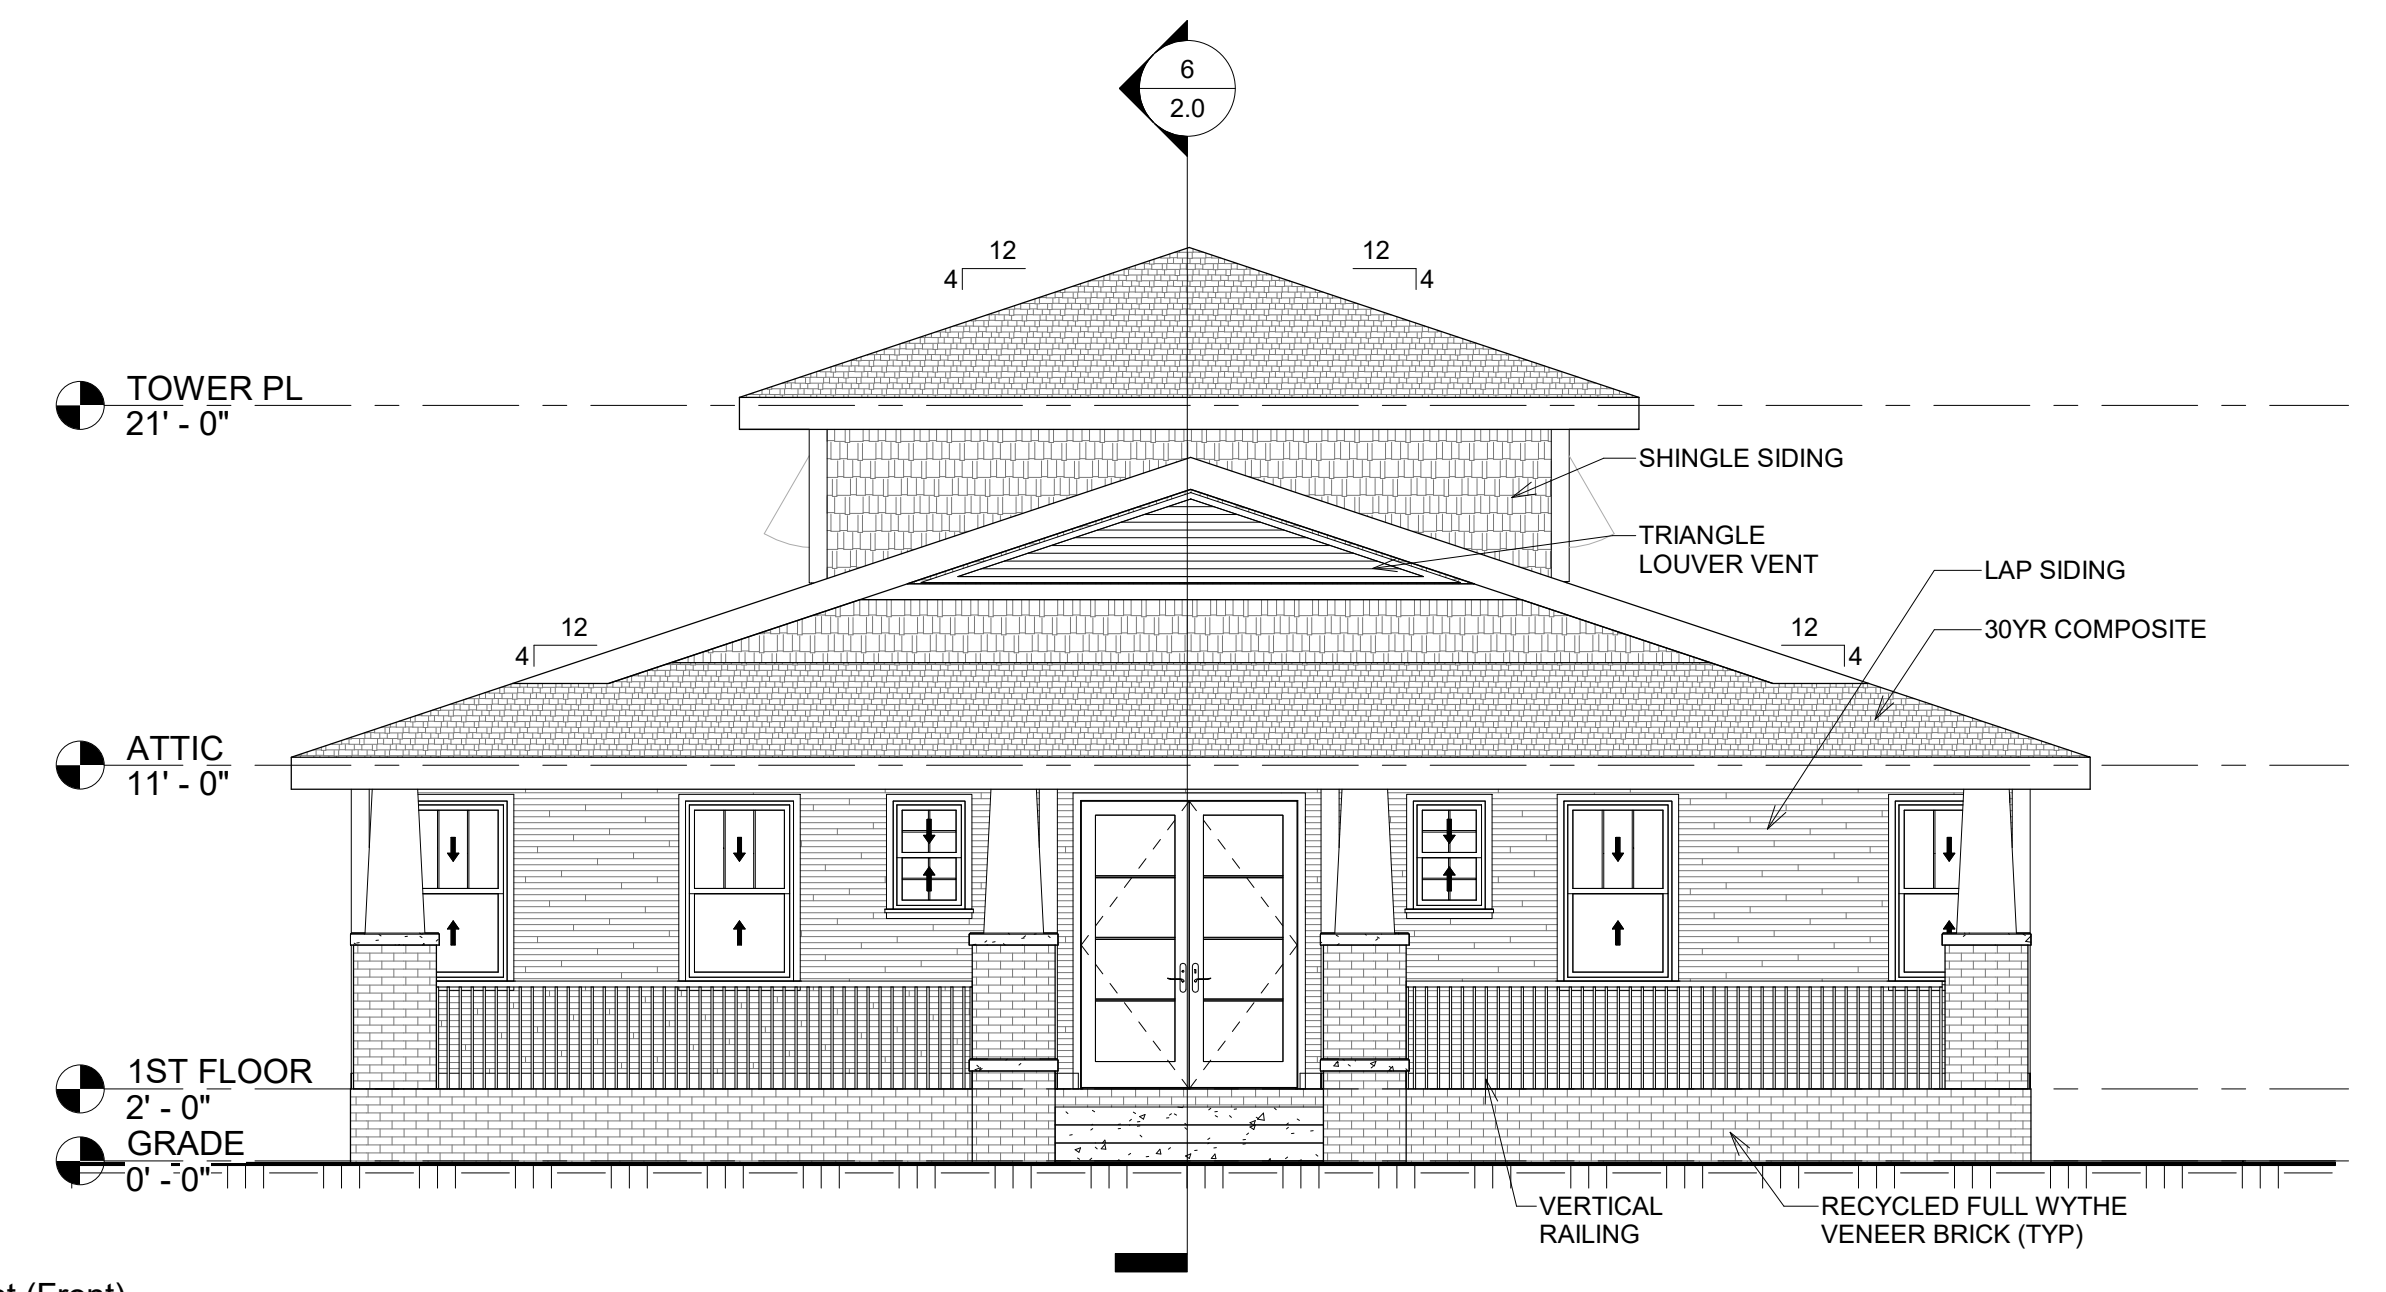 6
2.0
12
12
4
4
TOWER PL
21' - 0"
SHINGLE SIDING
TRIANGLE
LOUVER VENT
LAP SIDING
12
12
30YR COMPOSITE
4
4
ATTIC
11' - 0"
1ST FLOOR
2' - 0"
GRADE
0' - 0"
VERTICAL
RAILING
RECYCLED FULL WYTHE
VENEER BRICK (TYP)
(Front)